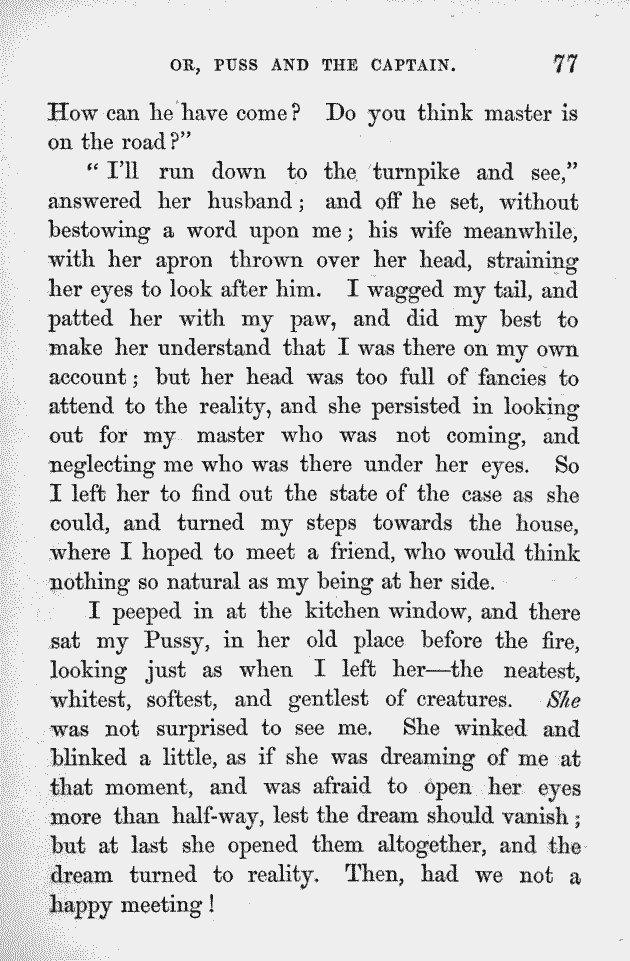 OR, PUSS AND THE CAPTAIN. 77
How can he have come? Do you think master is
on the road?”
“I’ll run down to the turnpike and see,”
answered her husband; and off he set, without
bestowing a word upon me; his wife meanwhile,
with her apron thrown over her head, straining
her eyes to look after him. I wagged my tail, and
patted her with my paw, and did my best to
make her understand that I was there on my own
account; but her head was too full of fancies to
attend to the reality, and she persisted in looking
out for my master who was not coming, and
neglecting me who was there under her eyes. So
I left her to find out the state of the case as she
could, and turned my steps towards the house,
where I hoped to meet a friend, who would think
nothing so natural as my being at her side.
I peeped in at the kitchen window, and there
sat my Pussy, in her old place before the fire,
looking just as when I left her—the neatest,
whitest, softest, and gentlest of creatures. She
was not surprised to see me. She winked and
blinked a little, as if she was dreaming of me at
that moment, and was afraid to open her eyes
more than half-way, lest the dream should vanish;
but at last she opened them altogether, and the
dream turned to reality. Then, had we not a
happy meeting!